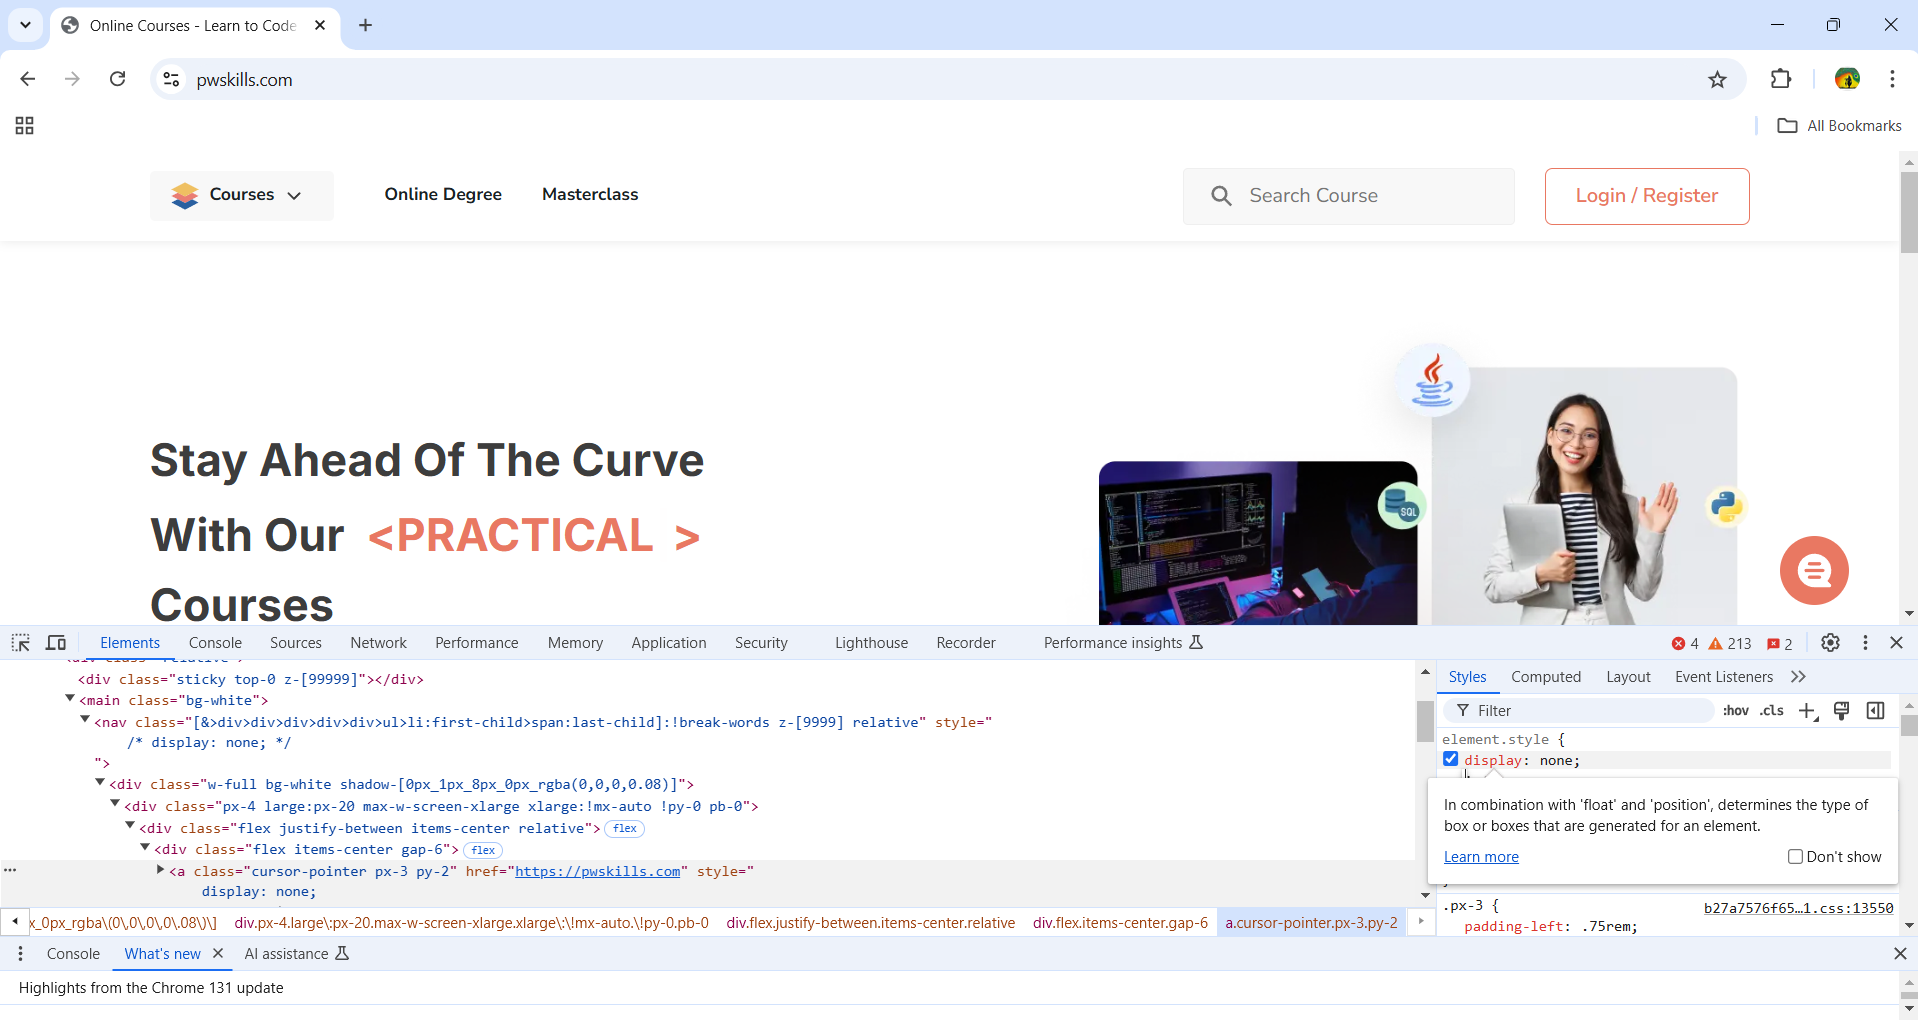 Online Courses - Learn to Code
pwskills.com
All Bookmarks
Courses
Online Degree
Masterclass
Search Course
Login / Register
Stay Ahead Of The Curve
With Our <PRACTICAL >
Courses
SQL
Elements
Console
Sources
Network
Performance
Memory
Application
Security
Lighthouse
Recorder
Performance insights
4
213
2
<div class="sticky top-0 z-[99999]"></div>
<main class="bg-white">
<nav class="[&>div>div>div>div>div>ul>li:first-child>span:last-child]:!break-words z-[9999] relative" style="
/* display: none; */
">
<div class="w-full bg-white shadow-[0px_1px_8px_0px_rgba(0,0,0,0.08)]">
<div class="px-4 large:px-20 max-w-screen-xlarge xlarge:!mx-auto !py-0 pb-0">
<div class="flex justify-between items-center relative"> flex
<div class="flex items-center gap-6"> flex
... <a class="cursor-pointer px-3 py-2" href="https://pwskills.com" style="
display: none;
x_0px_rgba\(0\,0\,0\,0\.08\)\]
div.px-4.large\:px-20.max-w-screen-xlarge.xlarge\:\!mx-auto.\!py-0.pb-0
div.flex.justify-between.items-center.relative
div.flex.items-center.gap-6
a.cursor-pointer.px-3.py-2
Styles
Computed
Layout
Event Listeners
Filter
:hov
.cls
element.style {
display: none;
In combination with 'float' and 'position', determines the type of
box or boxes that are generated for an element.
Learn more
Don't show
.px-3 {
b27a7576f65…1.css:13550
padding-left: .75rem;
Console
What's new
AI assistance
Highlights from the Chrome 131 update